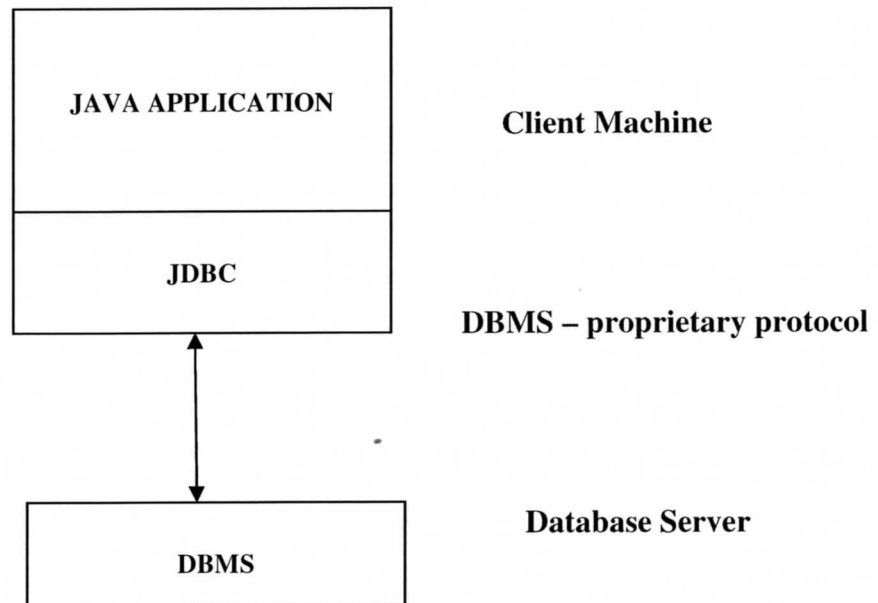 JAVA APPLICATION
Client Machine
JDBC
DBMS – proprietary protocol
Database Server
DBMS